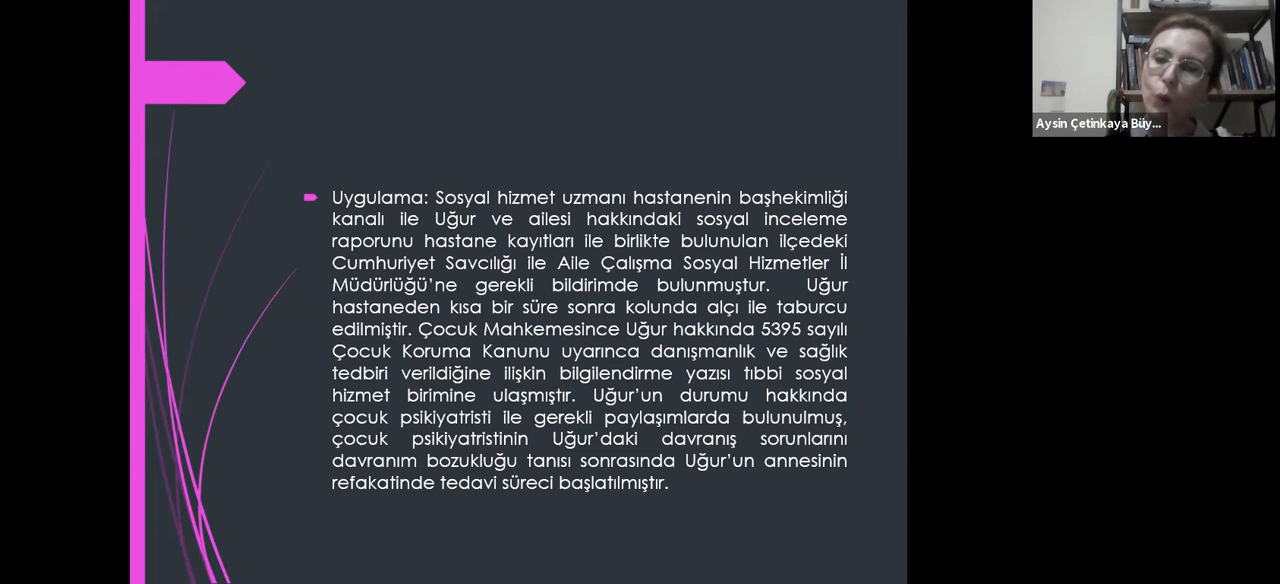 Uygulama: Sosyal hizmet uzmanı hastanenin başhekimliği
kanalı ile Uğur ve ailesi hakkındaki sosyal inceleme
raporunu hastane kayıtları ile birlikte bulunulan ilçedeki
Cumhuriyet Savcılığı ile Aile Çalışma Sosyal Hizmetler İl
Müdürlüğü’ne gerekli bildirimde bulunmuştur. Uğur
hastaneden kısa bir süre sonra kolunda alçı ile taburcu
edilmiştir. Çocuk Mahkemesince Uğur hakkında 5395 sayılı
Çocuk Koruma Kanunu uyarınca danışmanlık ve sağlık
tedbiri verildiğine ilişkin bilgilendirme yazısı tıbbi sosyal
hizmet birimine ulaşmıştır. Uğur’un durumu hakkında
çocuk psikiyatristi ile gerekli paylaşımlarda bulunulmuş,
çocuk psikiyatristinin Uğur’daki davranış sorunlarını
davranım bozukluğu tanısı sonrasında Uğur’un annesinin
refakatinde tedavi süreci başlatılmıştır.
Aysin Çetinkaya Büy...